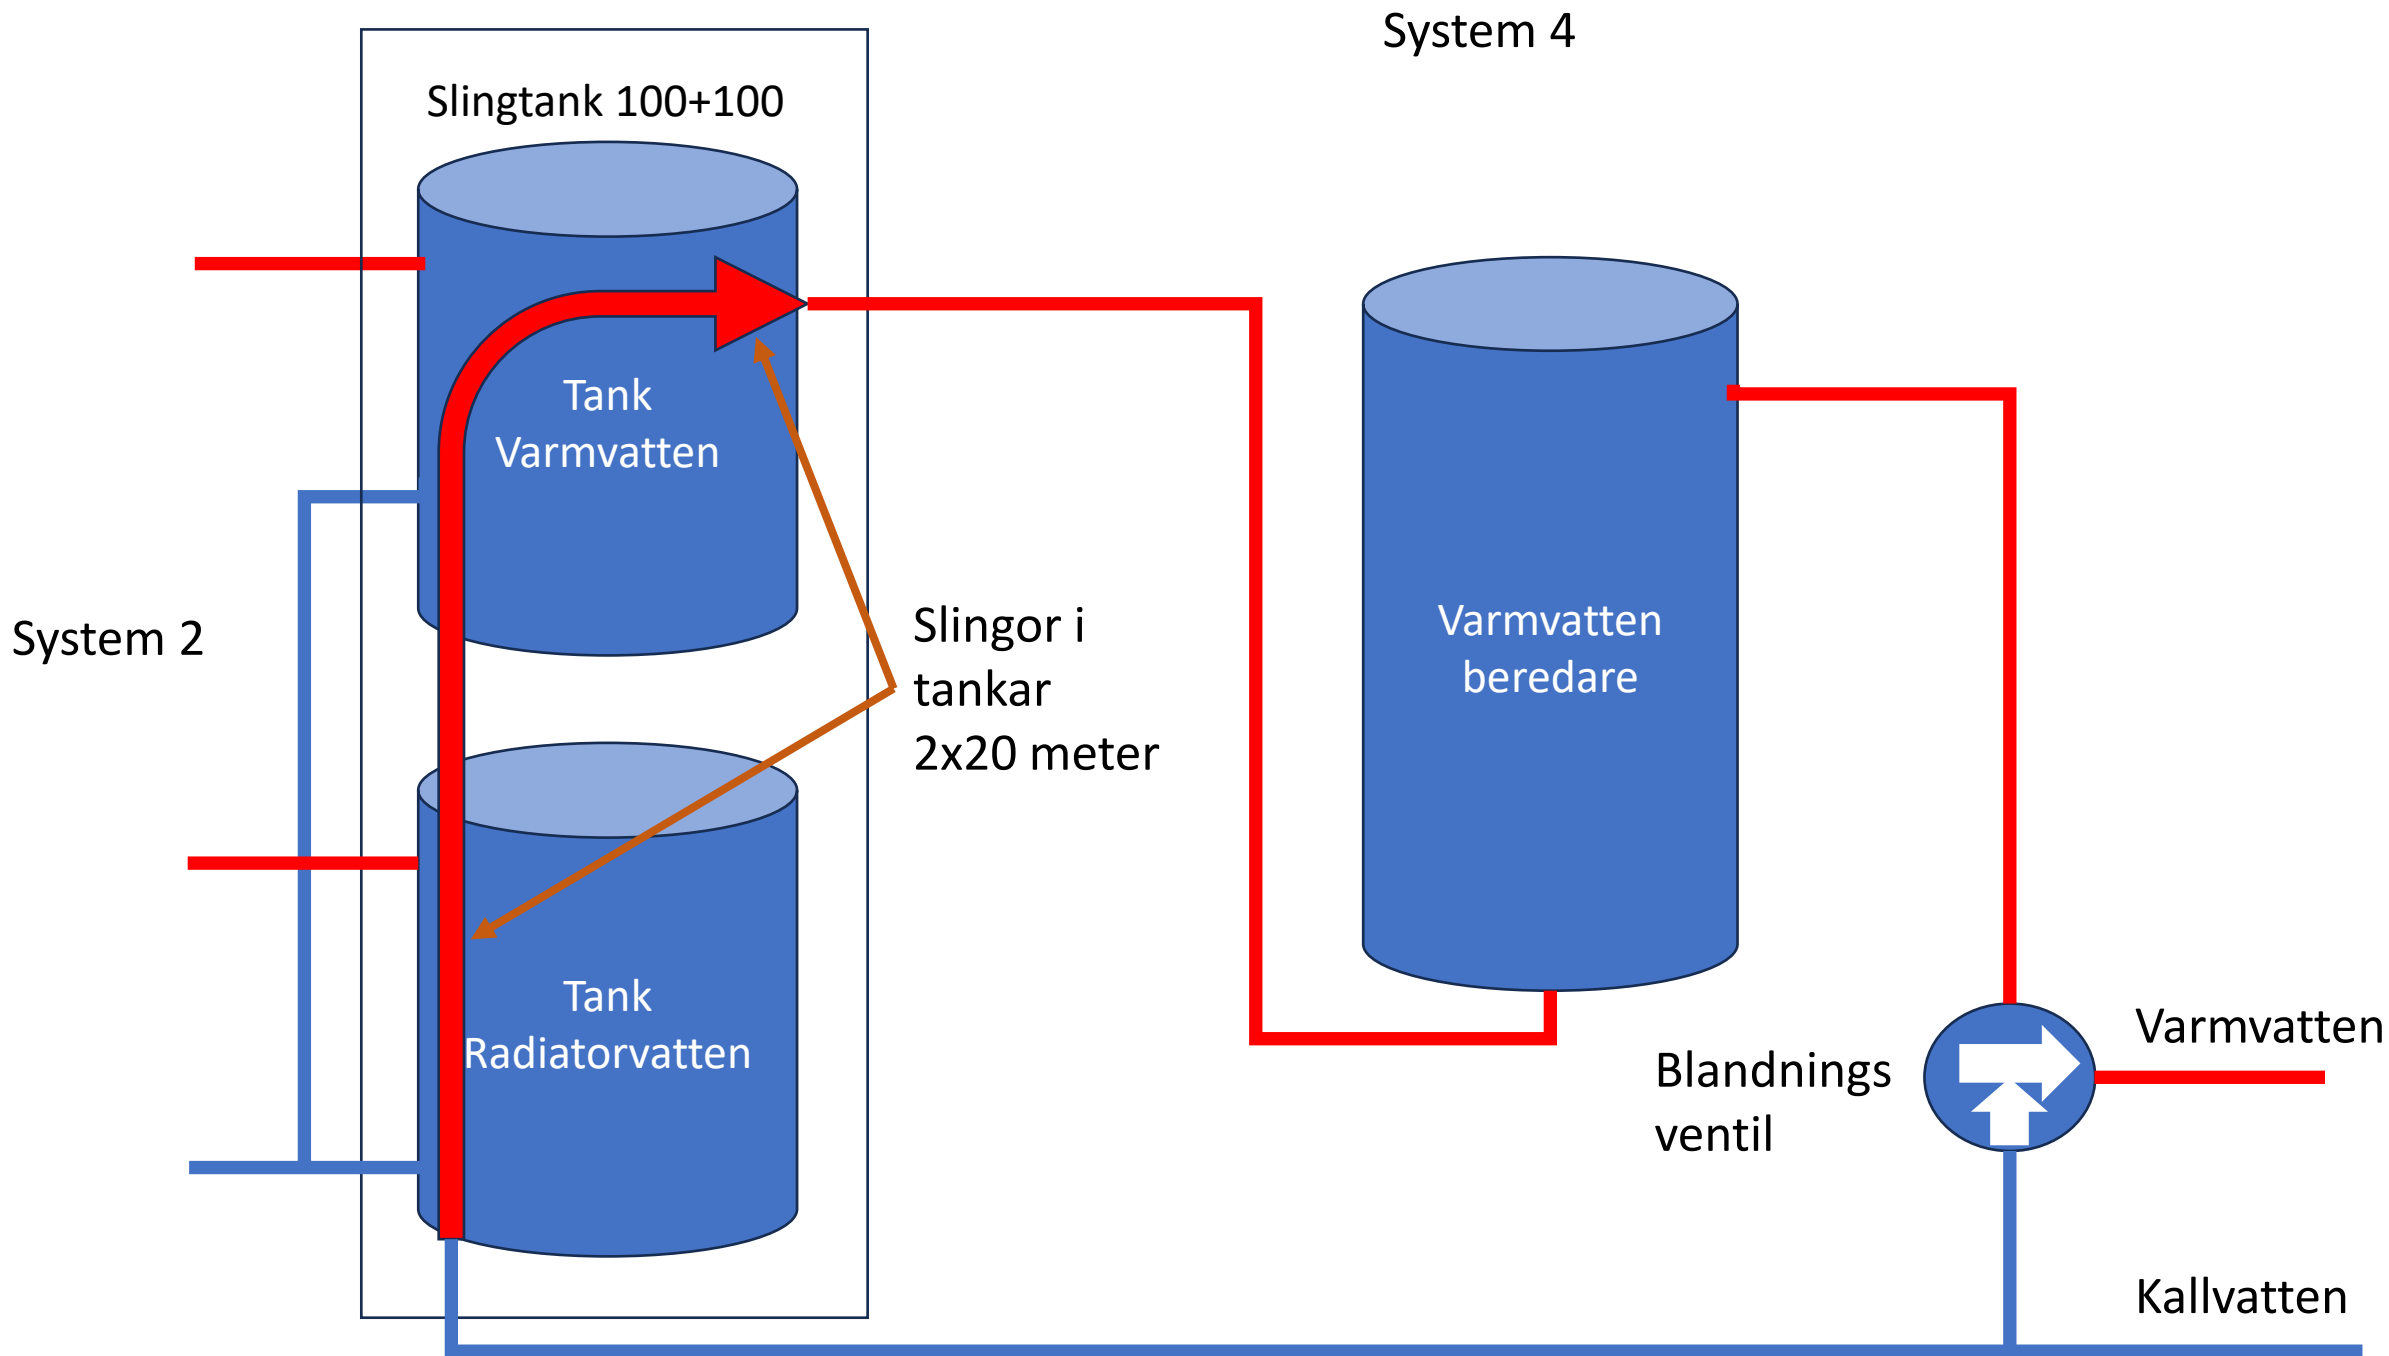 System 4
Slingtank 100+100
Tank
Varmvatten
System 2
Slingor i
tankar
2x20 meter
Varmvatten
beredare
Tank
Radiatorvatten
Blandnings
ventil
Varmvatten
Kallvatten